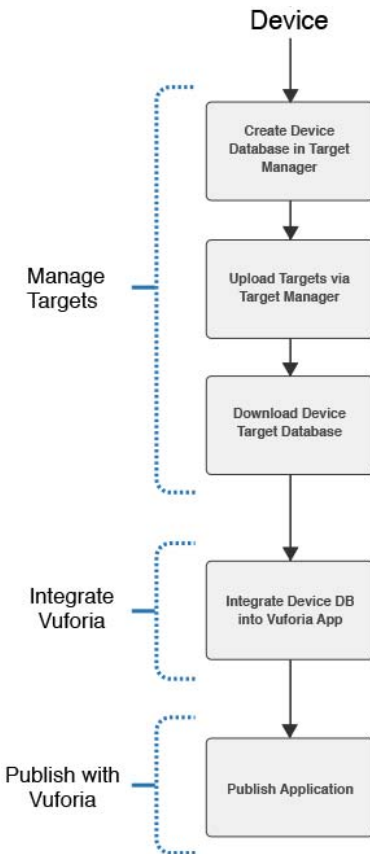 Device
Create Device
Database in Target
Manager
Manage
Targets
Upload Targets via
Target Manager
Download Device
Target Database
Integrate
Vuforia
Integrate Device DB
into Vuforia App
Publish with
Vuforia
Publish Application